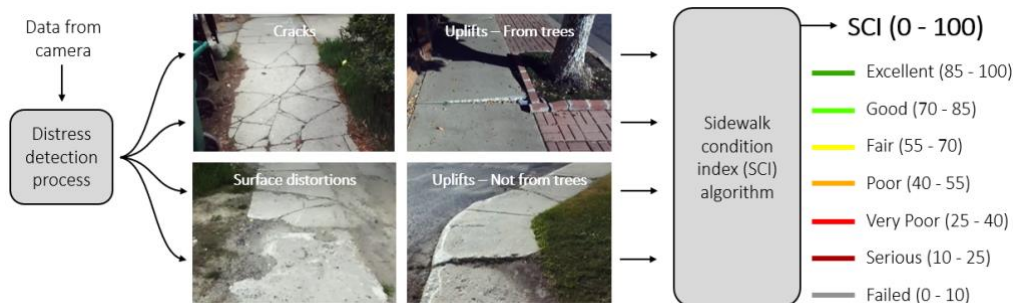 Data from
camera
Distress
detection
process
Cracks
Uplifts – From trees
Surface distortions
Uplifts – Not from trees
Sidewalk
condition
index (SCI)
algorithm
SCI (0 - 100)
Excellent (85 - 100)
Good (70 - 85)
Fair (55 - 70)
Poor (40 - 55)
Very Poor (25 - 40)
Serious (10 - 25)
Failed (0 - 10)